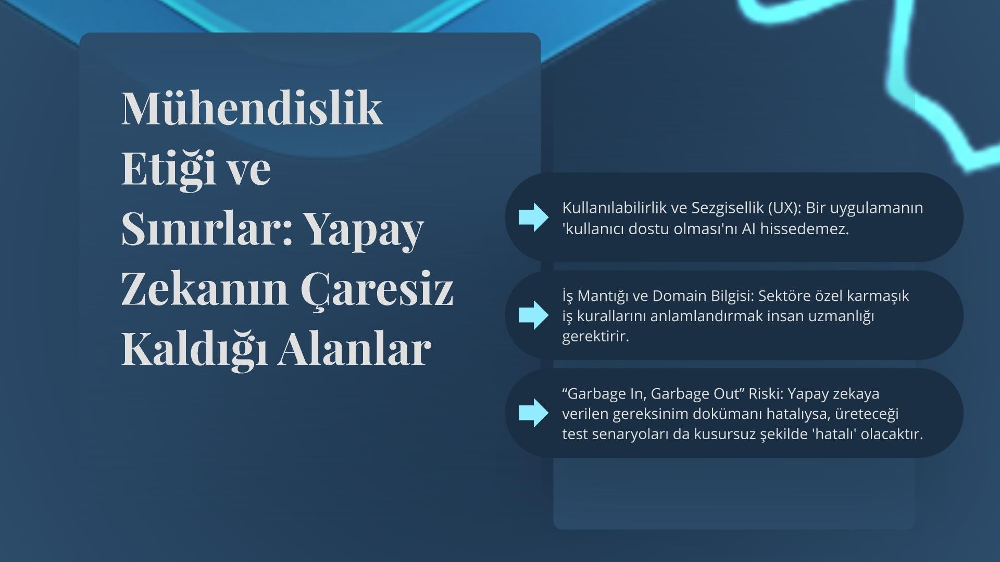 Mühendislik
Etiği ve
Sınırlar: Yapay
Zekanın Çaresiz
Kaldığı Alanlar
Kullanılabilirlik ve Sezgisellik (UX): Bir uygulamanın
'kullanıcı dostu olması'nı AI hissedemez.
İş Mantığı ve Domain Bilgisi: Sektöre özel karmaşık
iş kurallarını anlamlandırmak insan uzmanlığı
gerektirir.
“Garbage In, Garbage Out” Riski: Yapay zekaya
verilen gereksinim dokümanı hatalıysa, üreteceği
test senaryoları da kusursuz şekilde 'hatalı' olacaktır.